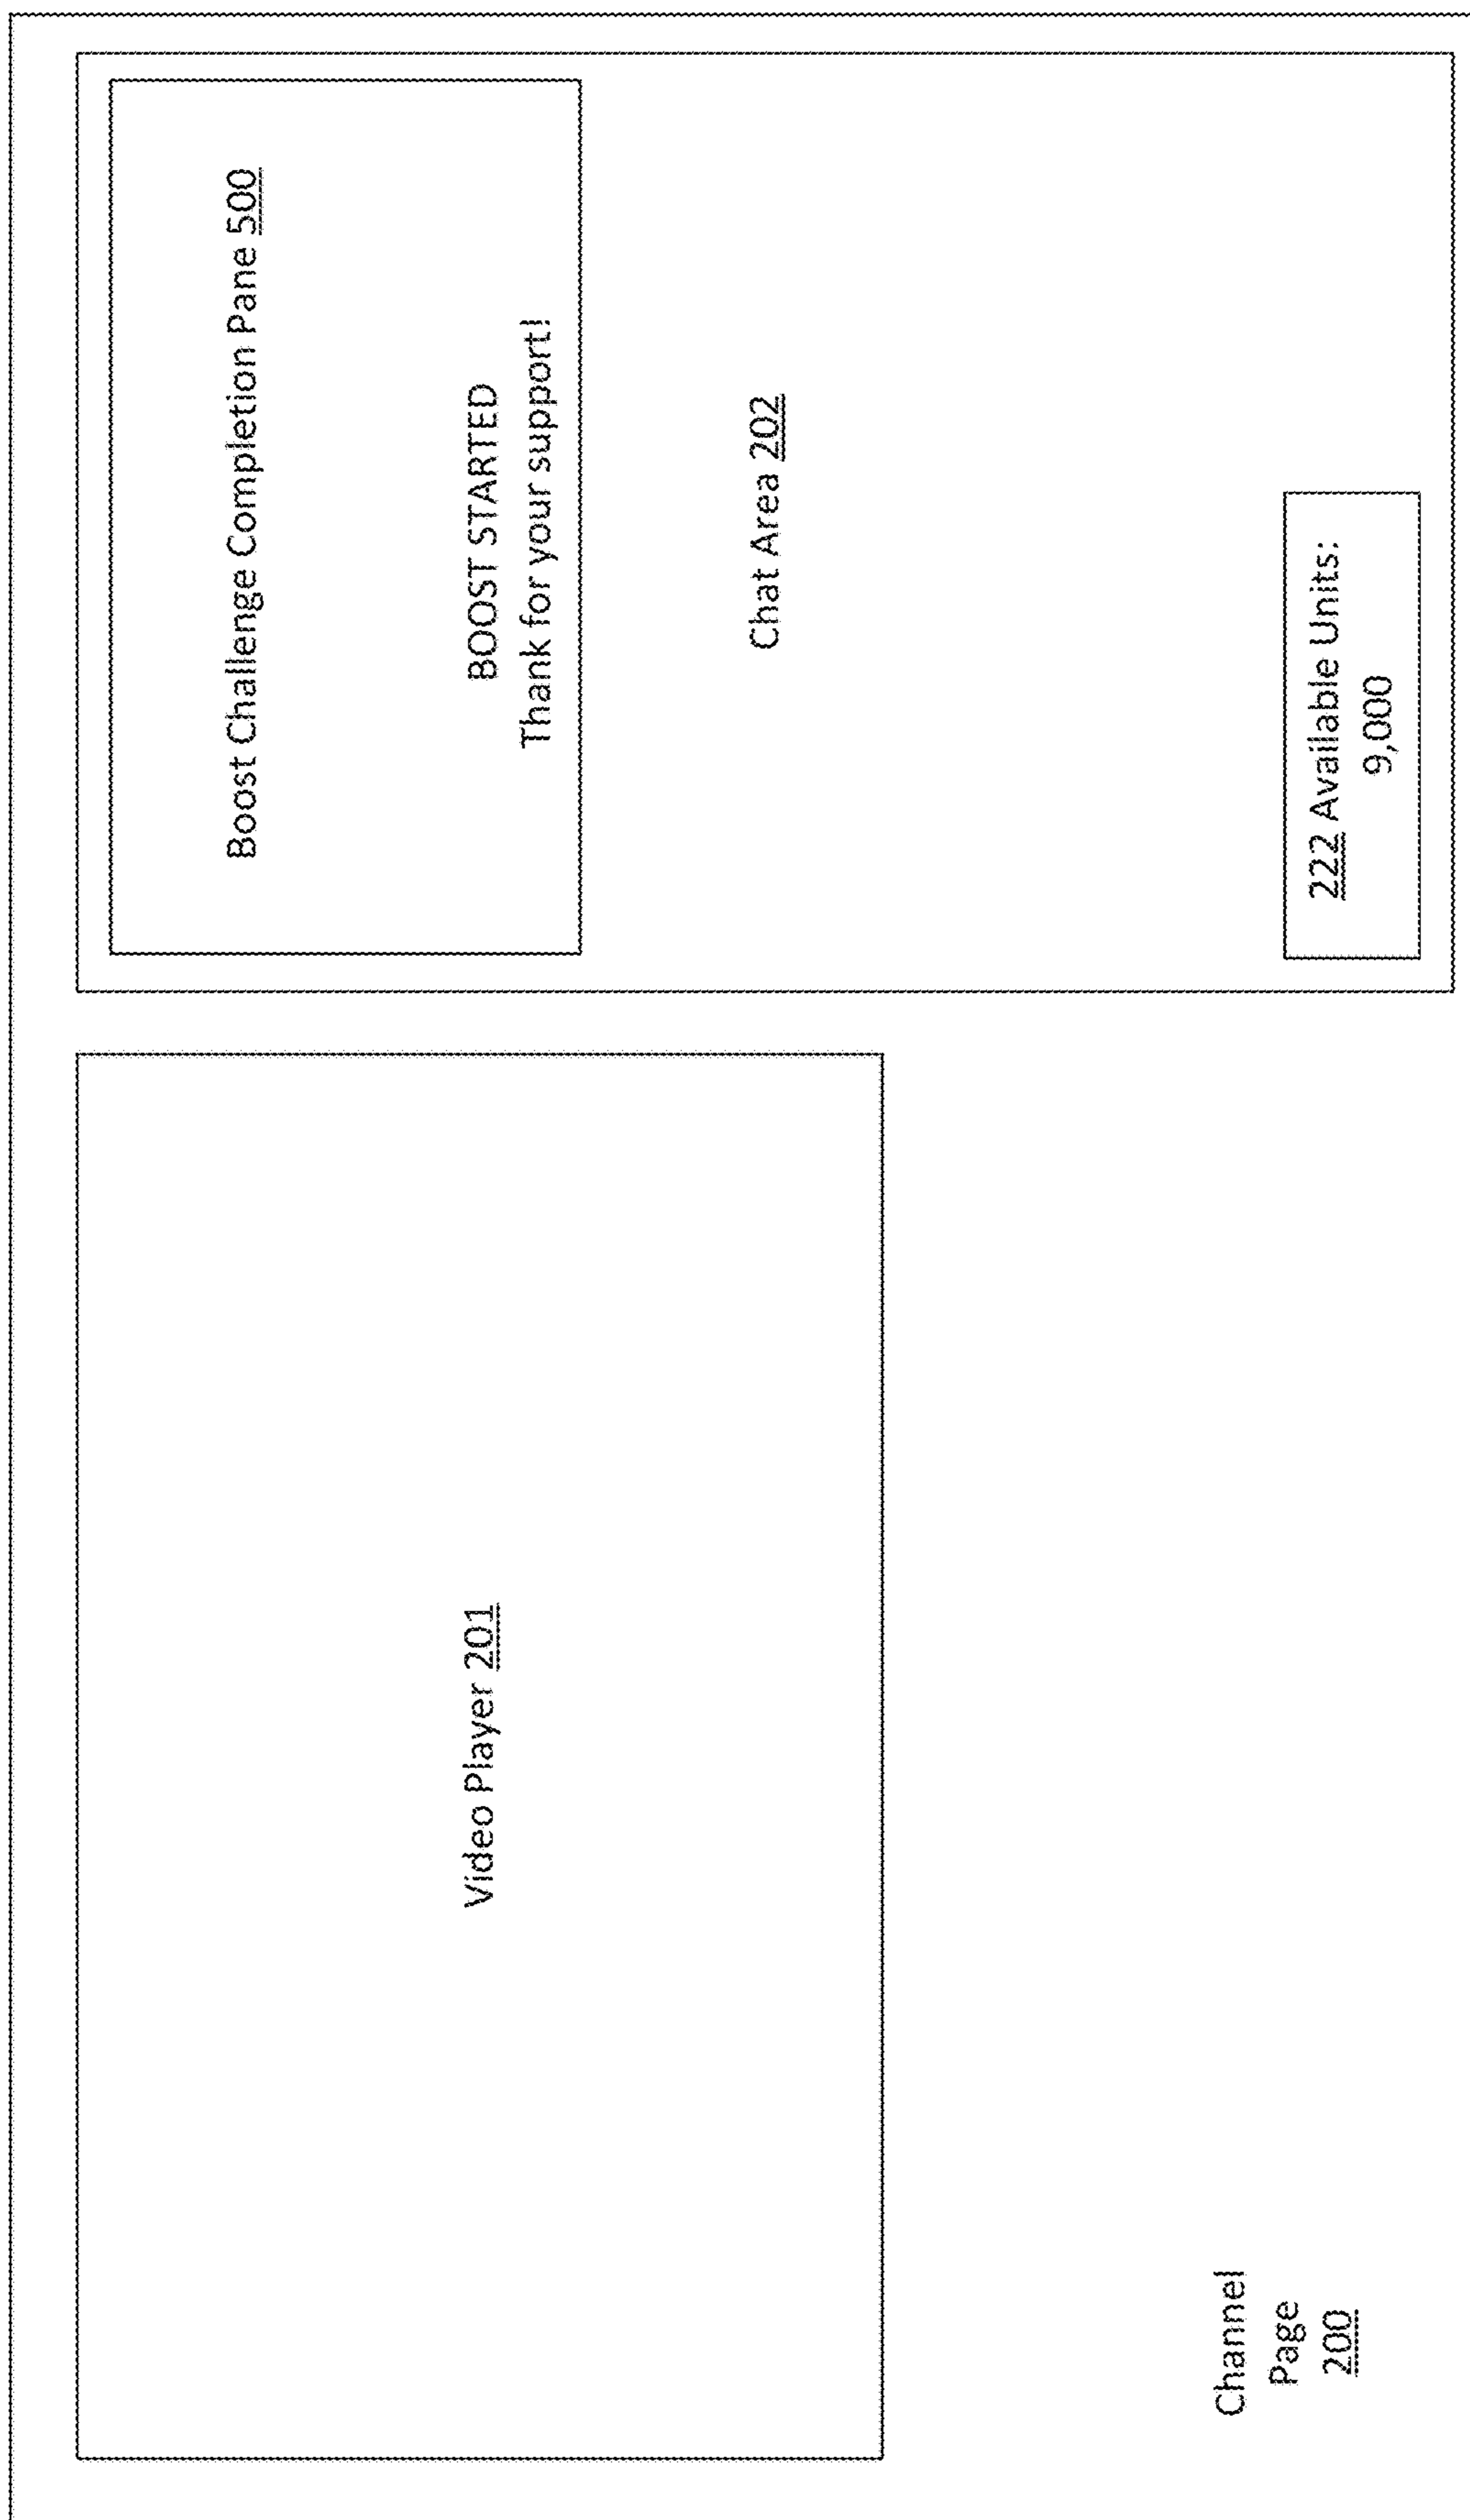 Video Player 201
Channel
Page
200
Boost Challenge Completion Pane 500
BOOST STARTED
Thank for your support!
Chat Area 202
222 Available Units:
9,000